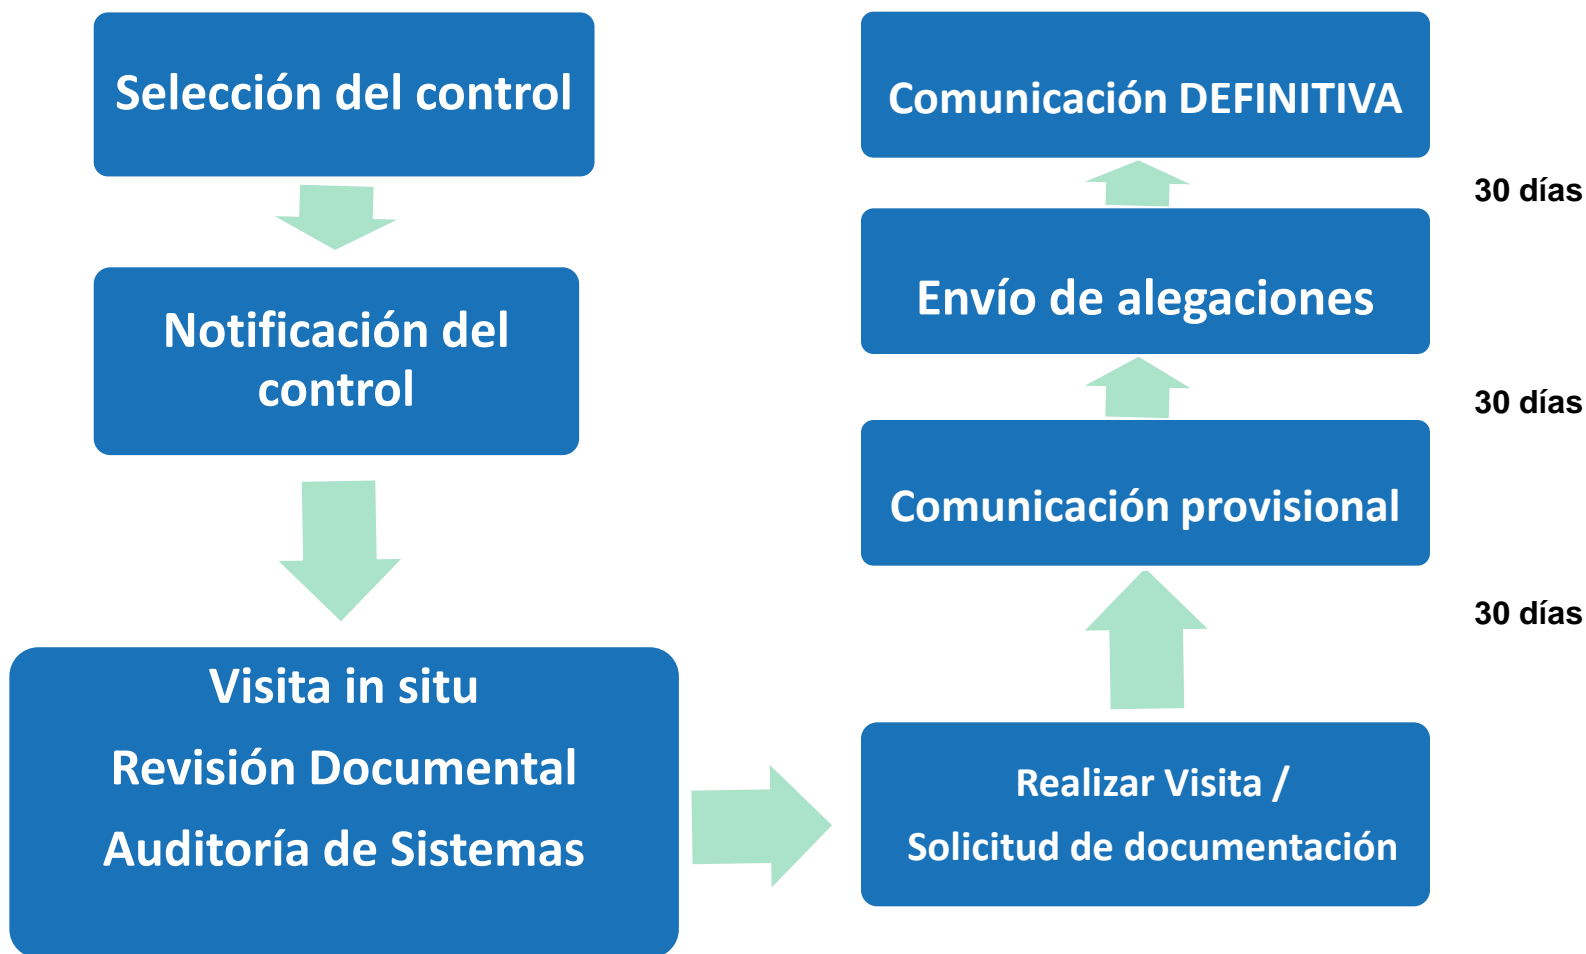 Selección del control
Notificación del
control
Visita in situ
Revisión Documental
Auditoría de Sistemas
Realizar Visita /
Solicitud de documentación
30 días
Comunicación provisional
30 días
Envío de alegaciones
30 días
Comunicación DEFINITIVA